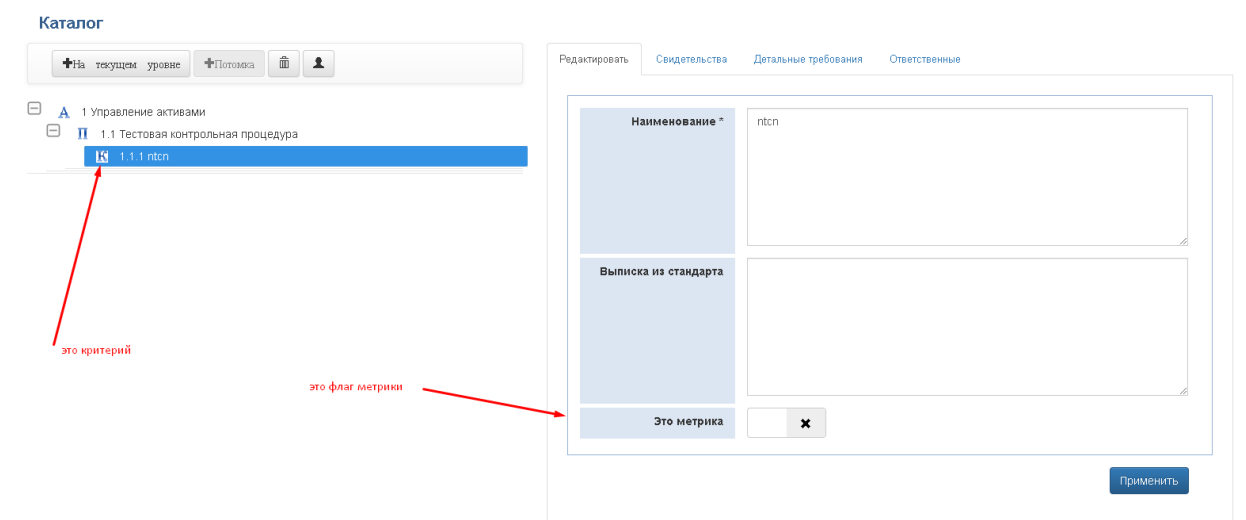 Каталог
На текущем уровне
Потомка
Редактировать
Свидетельства
Детальные требования
Ответственные
А 1 Управление активами
П 1.1 Тестовая контрольная процедура
К 1.1.1 ntcn
Наименование *
ntcn
Выписка из стандарта
это критерий
это флаг метрики
Это метрика
Применить